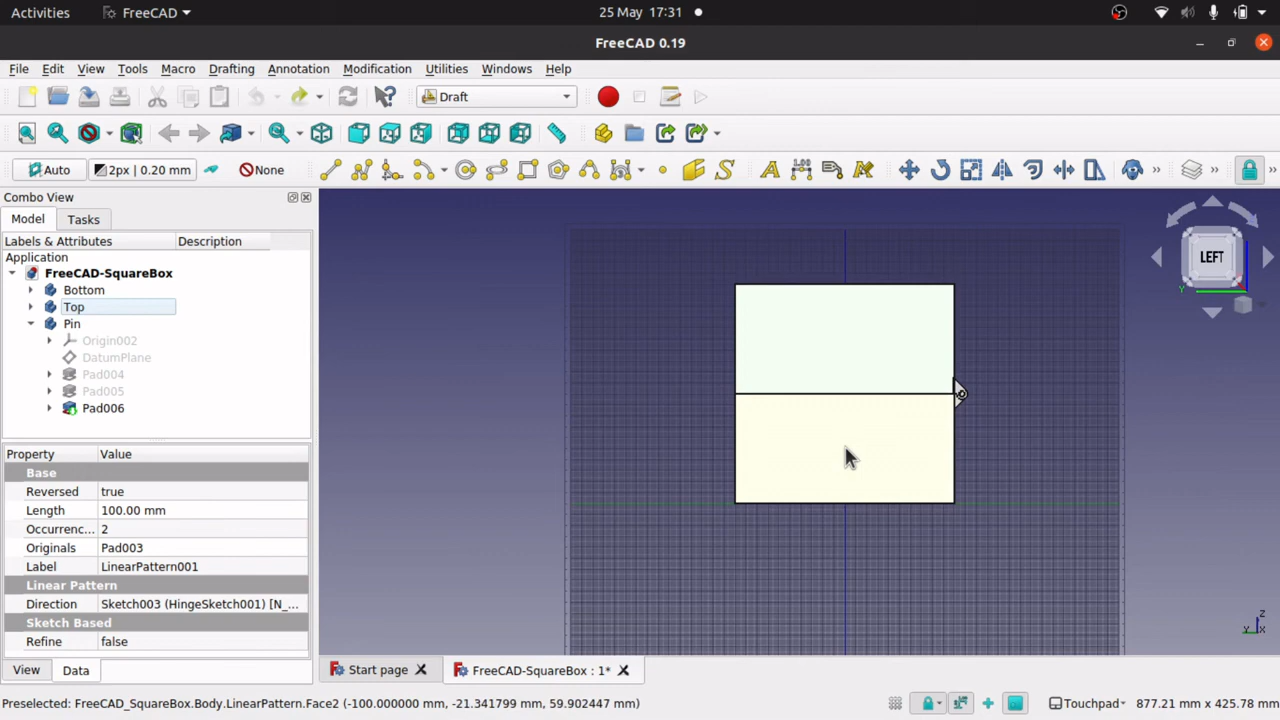 Activities FreeCAD 25 May 17:31
FreeCAD 0.19
File Edit View Tools Macro Drafting Annotation Modification Utilities Windows Help
Draft
Auto 2px | 0.20 mm None
Combo View
Model Tasks
Labels & Attributes Description
Application
FreeCAD-SquareBox
Bottom
Top
Pin
Origin002
DatumPlane
Pad004
Pad005
Pad006
LEFT
Y
Z
Y X
Property Value
Base
Reversed true
Length 100.00 mm
Occurrenc... 2
Originals Pad003
Label LinearPattern001
Linear Pattern
Direction Sketch003 (HingeSketch001) [N_...
Sketch Based
Refine false
View Data
Start page FreeCAD-SquareBox : 1*
Preselected: FreeCAD_SquareBox.Body.LinearPattern.Face2 (-100.000000 mm, -21.341799 mm, 59.902447 mm) Touchpad 877.21 mm x 425.78 mm